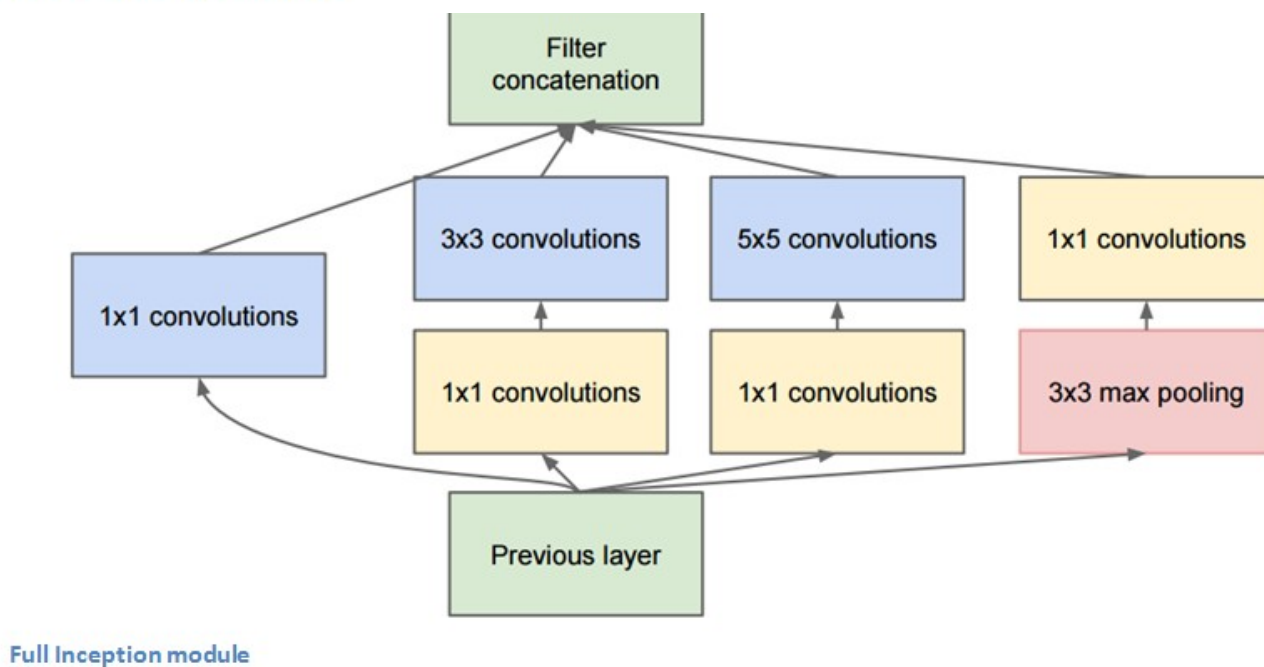 Filter
concatenation
3x3 convolutions
5x5 convolutions
1x1 convolutions
1x1 convolutions
1x1 convolutions
1x1 convolutions
3x3 max pooling
Previous layer
Full Inception module